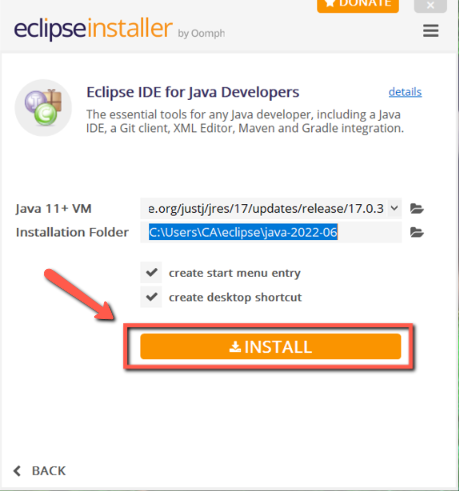 DONATE
eclipseinstaller by Oomph
Eclipse IDE for Java Developers
details
The essential tools for any Java developer, including a Java
IDE, a Git client, XML Editor, Maven and Gradle integration.
Java 11+ VM e.org/justj/jres/17/updates/release/17.0.3
Installation Folder C:\Users\CA\eclipse\java-2022-06
create start menu entry
create desktop shortcut
INSTALL
BACK